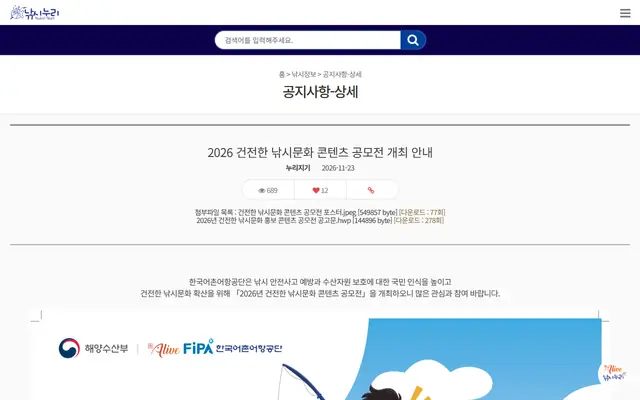 낚시누리
검색어를 입력해주세요.
홈 > 낚시정보 > 공지사항-상세
공지사항-상세
2026 건전한 낚시문화 콘텐츠 공모전 개최 안내
누리지기 2026-11-23
689 12
첨부파일 목록 : 건전한 낚시문화 콘텐츠 공모전 포스터.jpeg [549857 byte] [다운로드 : 77회]
2026년 건전한 낚시문화 홍보 콘텐츠 공모전 공고문.hwp [144896 byte] [다운로드 : 278회]
한국어촌어항공단은 낚시 안전사고 예방과 수산자원 보호에 대한 국민 인식을 높이고
건전한 낚시문화 확산을 위해 「2026년 건전한 낚시문화 콘텐츠 공모전」을 개최하오니 많은 관심과 참여 바랍니다.
해양수산부 Alive FiPA 한국어촌어항공단
Alive
낚시누리